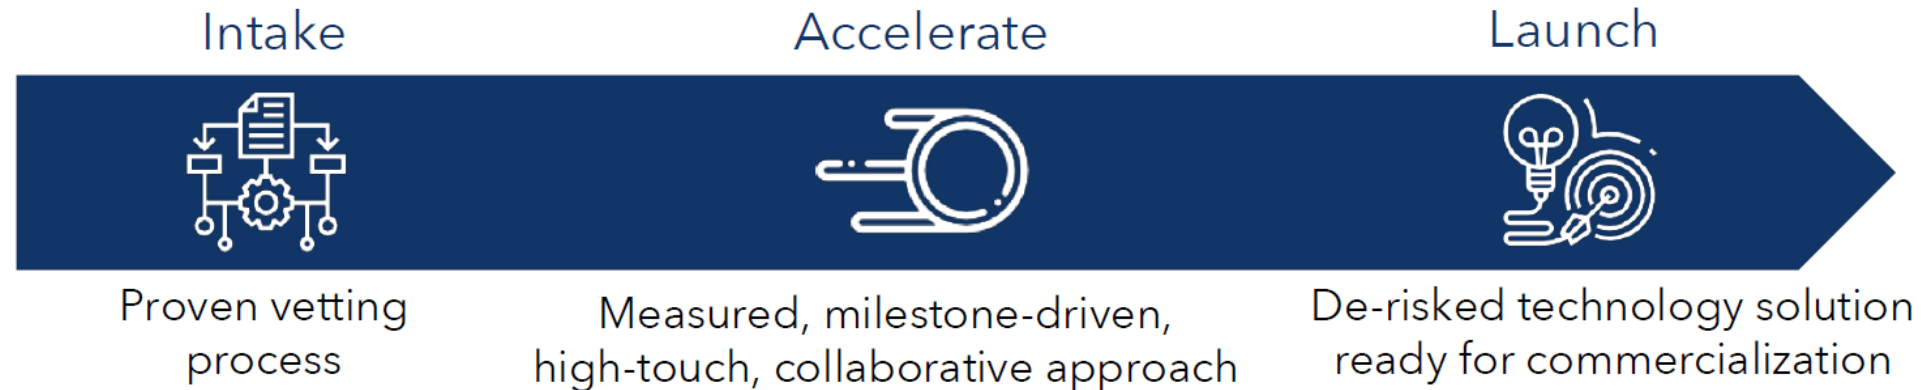 Intake
Accelerate
Launch
Proven vetting
process
Measured, milestone-driven,
high-touch, collaborative approach
De-risked technology solution
ready for commercialization